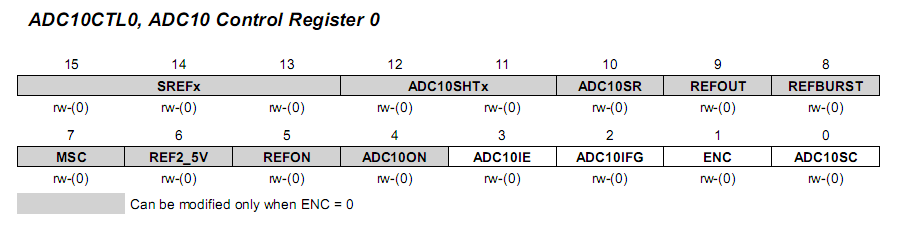 ADC10CTL0, ADC10 Control Register 0
15 14 13 12 11 10 9 8
SREFx ADC10SHTx ADC10SR REFOUT REFBURST
rw-(0) rw-(0) rw-(0) rw-(0) rw-(0) rw-(0) rw-(0) rw-(0)
7 6 5 4 3 2 1 0
MSC REF2_5V REFON ADC10ON ADC10IE ADC10IFG ENC ADC10SC
rw-(0) rw-(0) rw-(0) rw-(0) rw-(0) rw-(0) rw-(0) rw-(0)
Can be modified only when ENC = 0